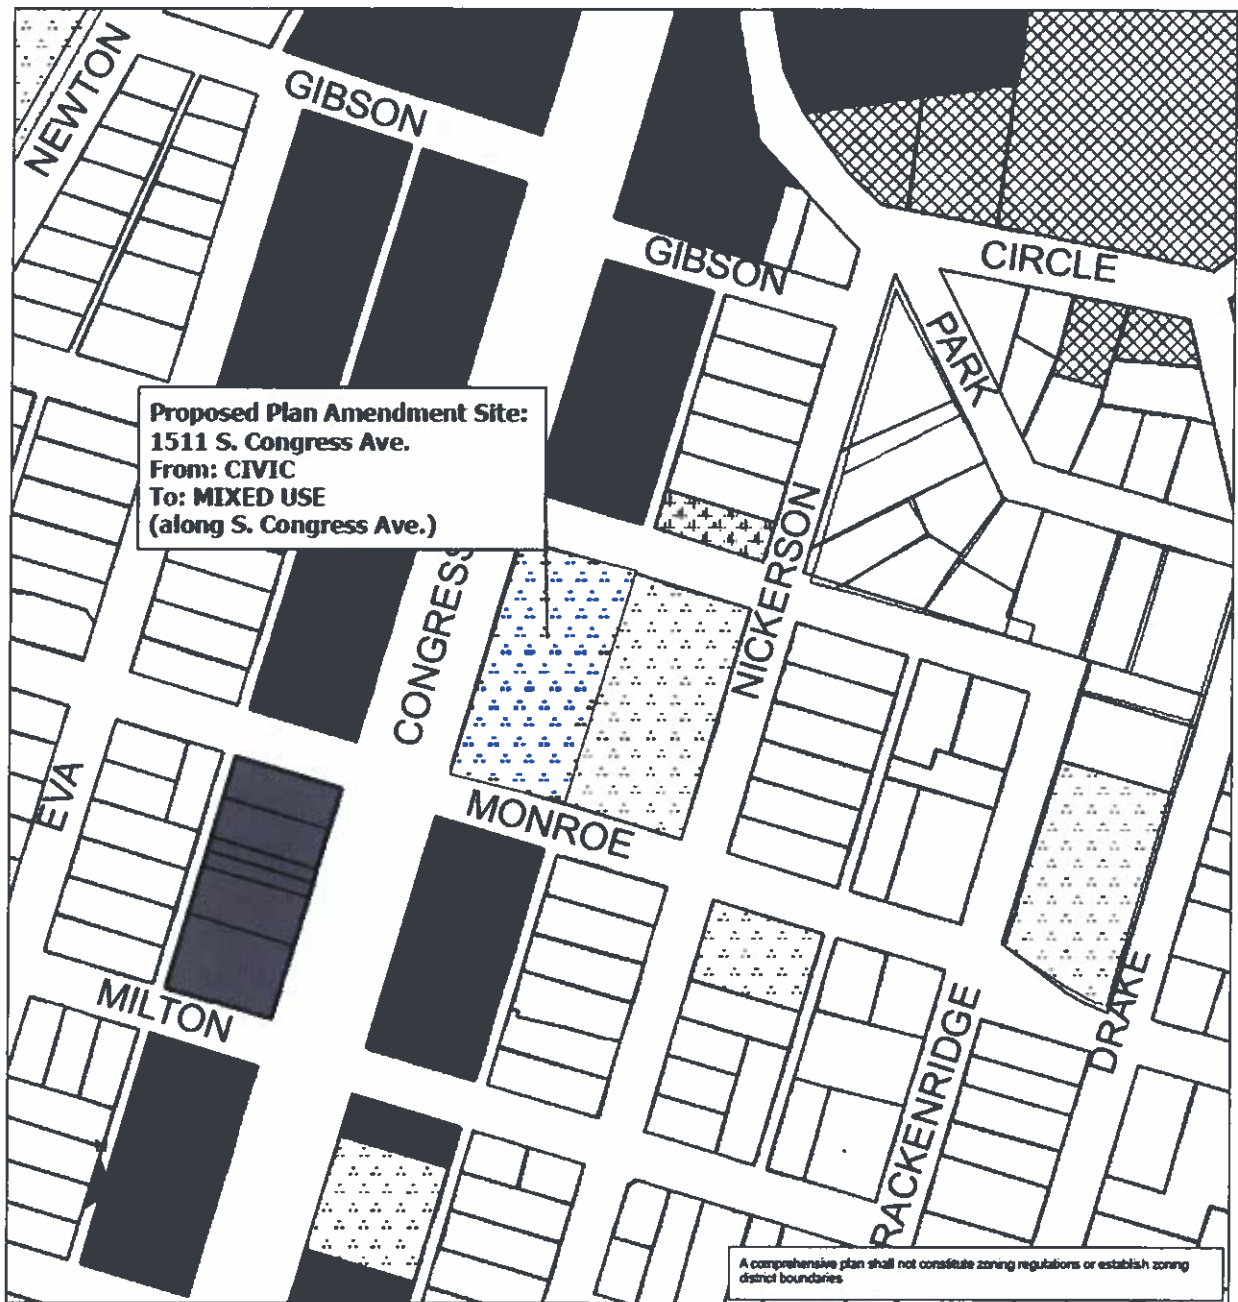 NEWTON
GIBSON
GIBSON
CIRCLE
PARK
Proposed Plan Amendment Site:
1511 S. Congress Ave.
From: CIVIC
To: MIXED USE
(along S. Congress Ave.)
CONGRESS
NICKERSON
EVA
MONROE
MILTON
DRAKE
RACKENRIDGE
A comprehensive plan shall not constitute zoning regulations or establish zoning
district boundaries